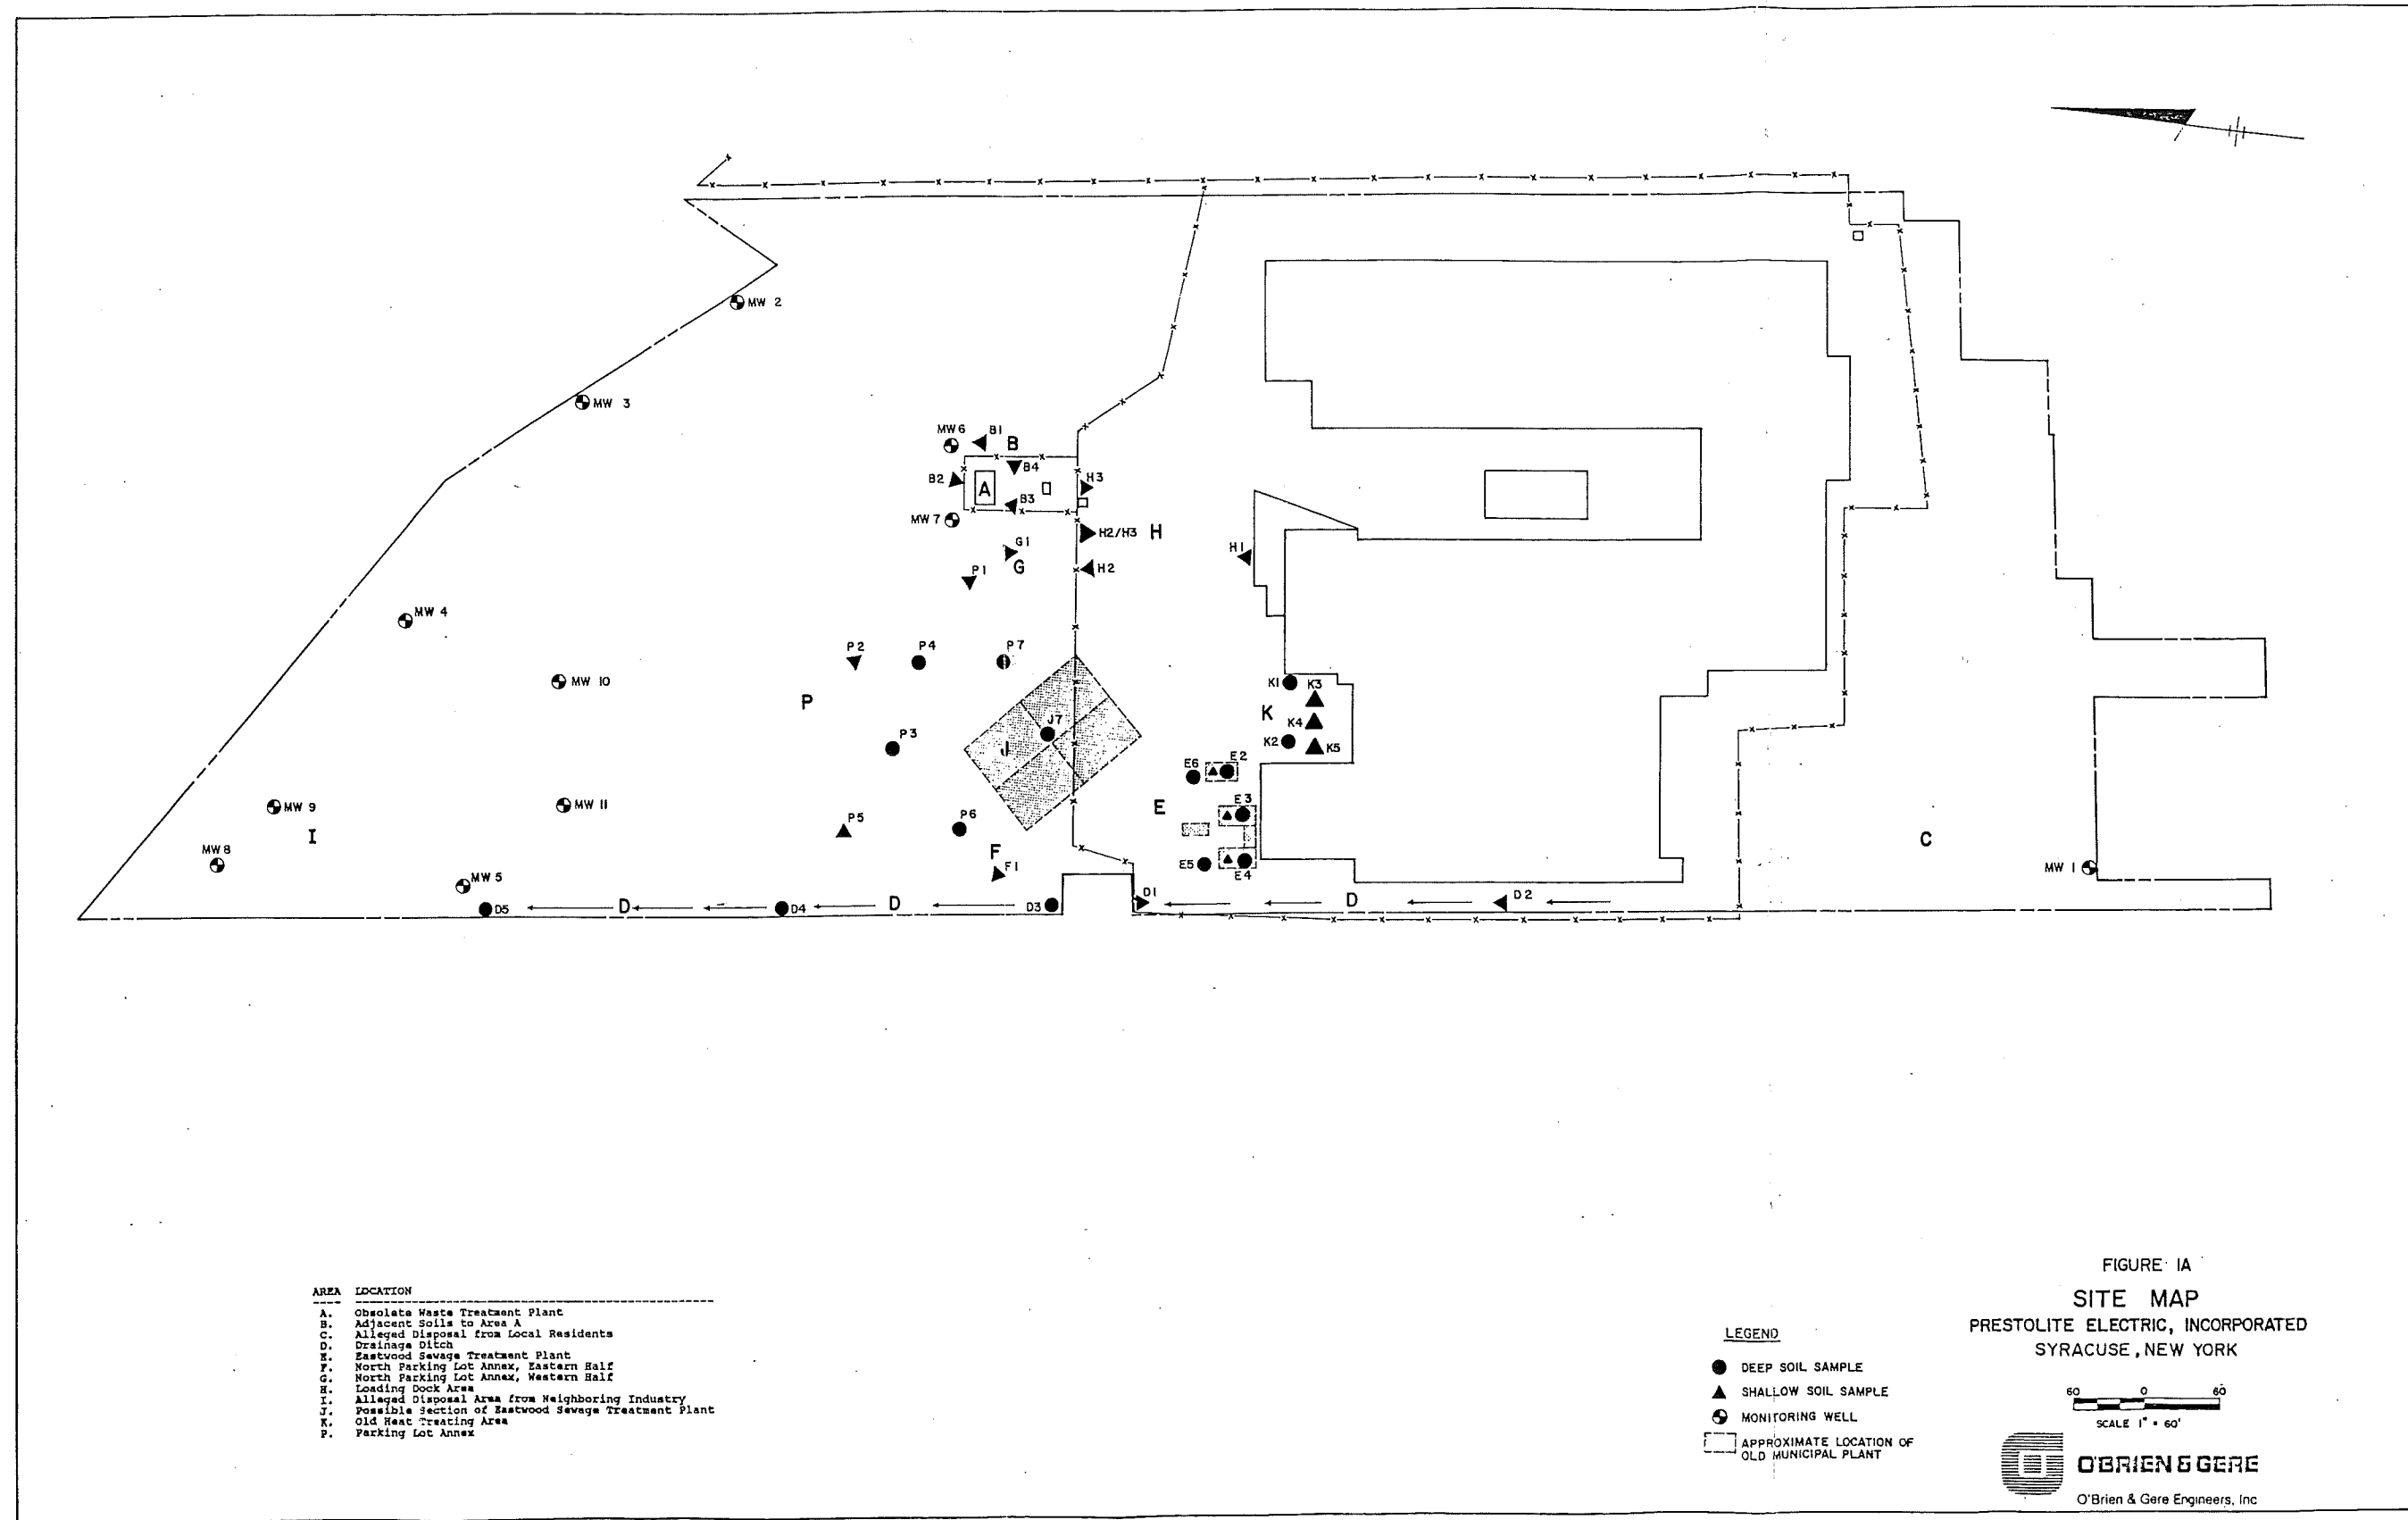 MW 2
MW 3
MW 6
B1
B
B4
B2
A
B3
H3
MW 7
H2/H3
H
G1
G
P1
H2
H1
MW 4
P2
P4
P7
MW 10
K1
K3
P
K
K4
J7
K2
K5
P3
J
E6
E2
MW 9
MW 11
E
E3
I
P5
P6
C
F
MW 8
E5
E4
MW 1
MW 5
F1
D5
D
D4
D
D3
D1
D
D2
AREA LOCATION
A. Obsolete Waste Treatment Plant
B. Adjacent Soils to Area A
C. Alleged Disposal from Local Residents
D. Drainage Ditch
E. Eastwood Sewage Treatment Plant
F. North Parking Lot Annex, Eastern Half
G. North Parking Lot Annex, Western Half
H. Loading Dock Area
I. Alleged Disposal Area from Neighboring Industry
J. Possible Section of Eastwood Sewage Treatment Plant
K. Old Heat Treating Area
P. Parking Lot Annex
LEGEND
DEEP SOIL SAMPLE
SHALLOW SOIL SAMPLE
MONITORING WELL
APPROXIMATE LOCATION OF
OLD MUNICIPAL PLANT
FIGURE 1A
SITE MAP
PRESTOLITE ELECTRIC, INCORPORATED
SYRACUSE, NEW YORK
60 0 60
SCALE 1" = 60'
O'BRIEN & GERE
O'Brien & Gere Engineers, Inc